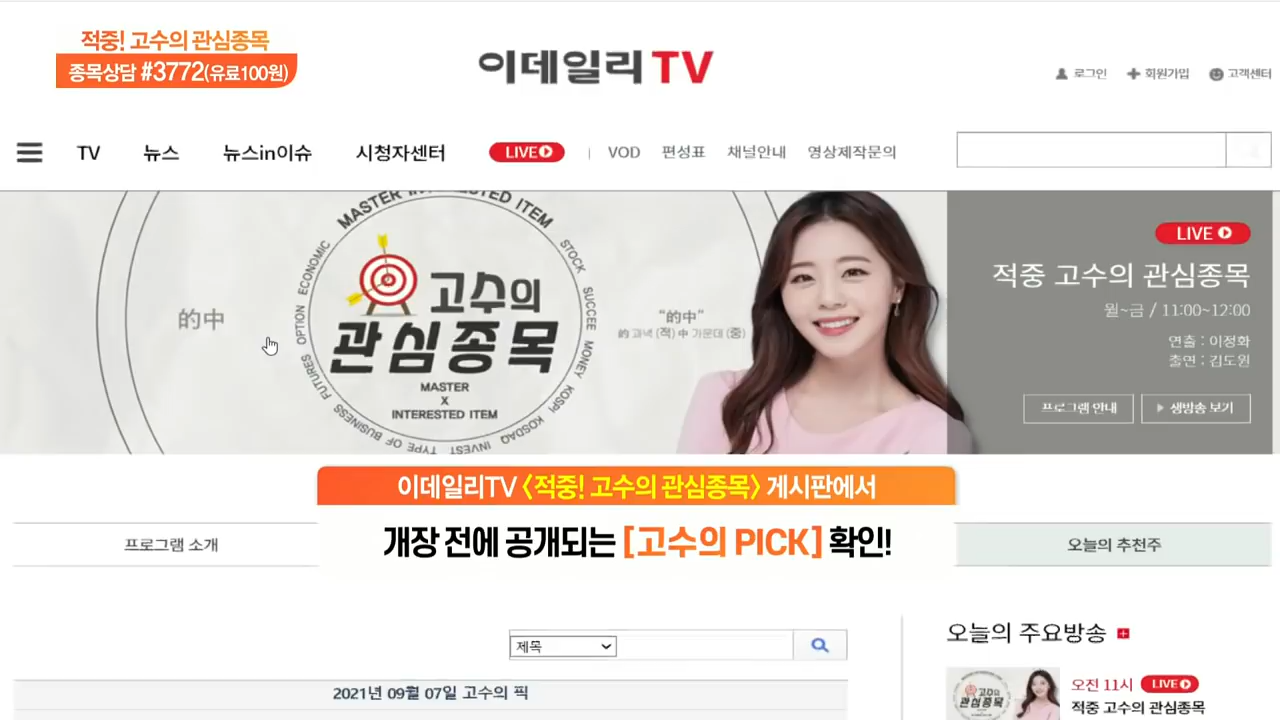 적중! 고수의 관심종목
종목상담 #3772(유료100원)
이데일리TV
로그인 회원가입 고객센터
TV 뉴스 뉴스in이슈 시청자센터 LIVE VOD 편성표 채널안내 영상제작문의
MASTER INTERESTED ITEM
STOCK SUCCEE MONEY KOSPI KOSDAQ INVEST TYPE OF BUSINESS FUTURES OPTION ECONOMIC
的中
고수의
관심종목
MASTER
X
INTERESTED ITEM
“的中”
的 과녁 (적) 中 가운데 (중)
LIVE
적중 고수의 관심종목
월~금 / 11:00~12:00
연출 : 이정화
출연 : 김도원
프로그램 안내 생방송 보기
이데일리TV <적중! 고수의 관심종목> 게시판에서
개장 전에 공개되는 [고수의 PICK] 확인!
프로그램 소개 오늘의 추천주
오늘의 주요방송
제목
2021년 09월 07일 고수의 픽
고수의
관심종목
오전 11시 LIVE
적중 고수의 관심종목